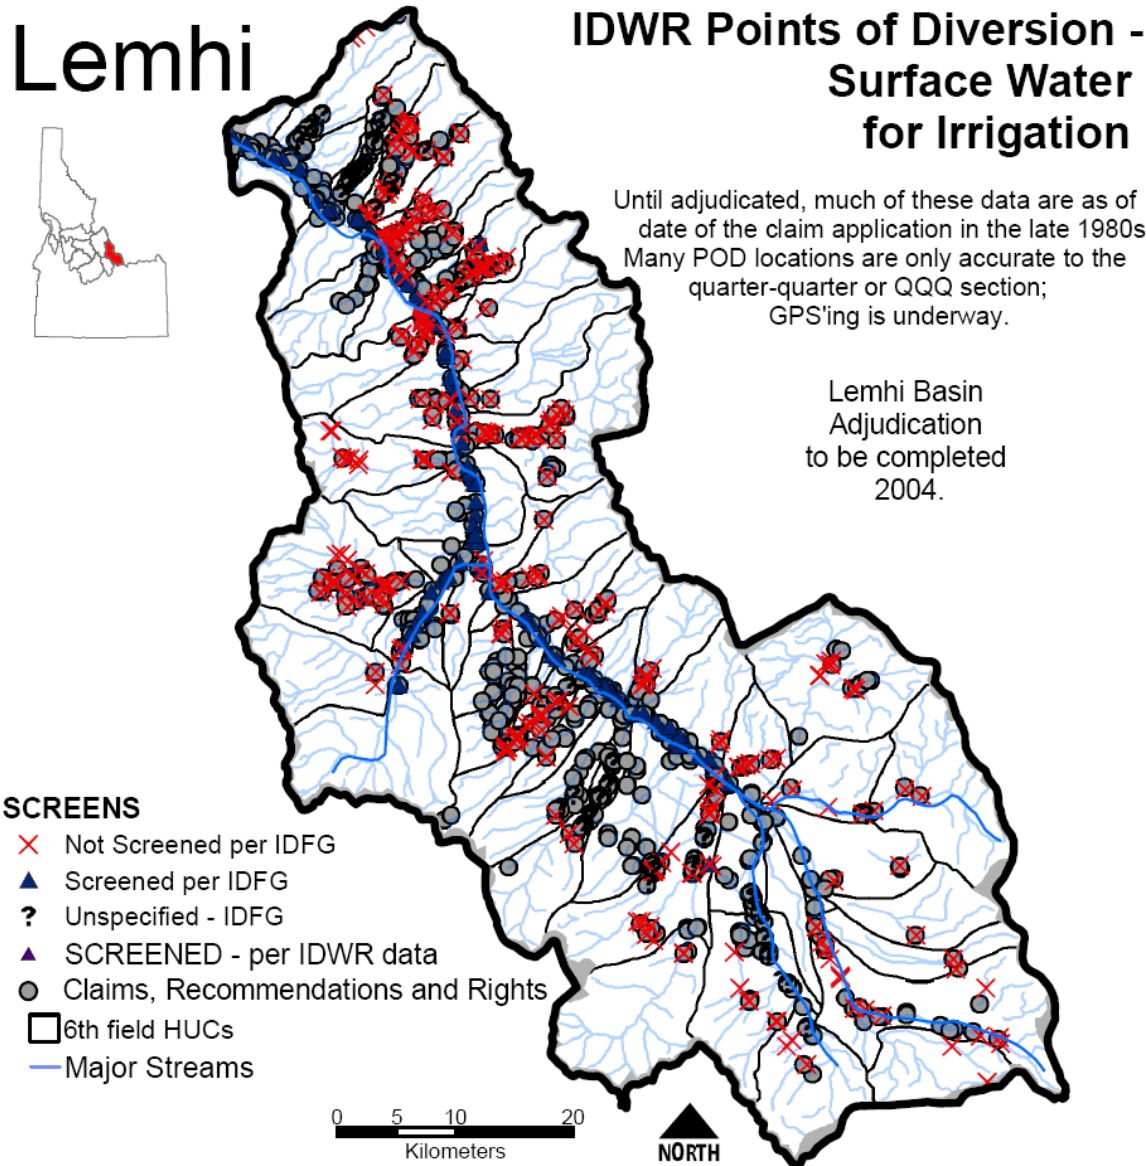 Lemhi
IDWR Points of Diversion -
Surface Water
for Irrigation
Until adjudicated, much of these data are as of
date of the claim application in the late 1980s
Many POD locations are only accurate to the
quarter-quarter or QQQ section;
GPS'ing is underway.
Lemhi Basin
Adjudication
to be completed
2004.
SCREENS
Not Screened per IDFG
Screened per IDFG
? Unspecified - IDFG
SCREENED - per IDWR data
Claims, Recommendations and Rights
6th field HUCs
Major Streams
0 5 10 20
Kilometers
NORTH